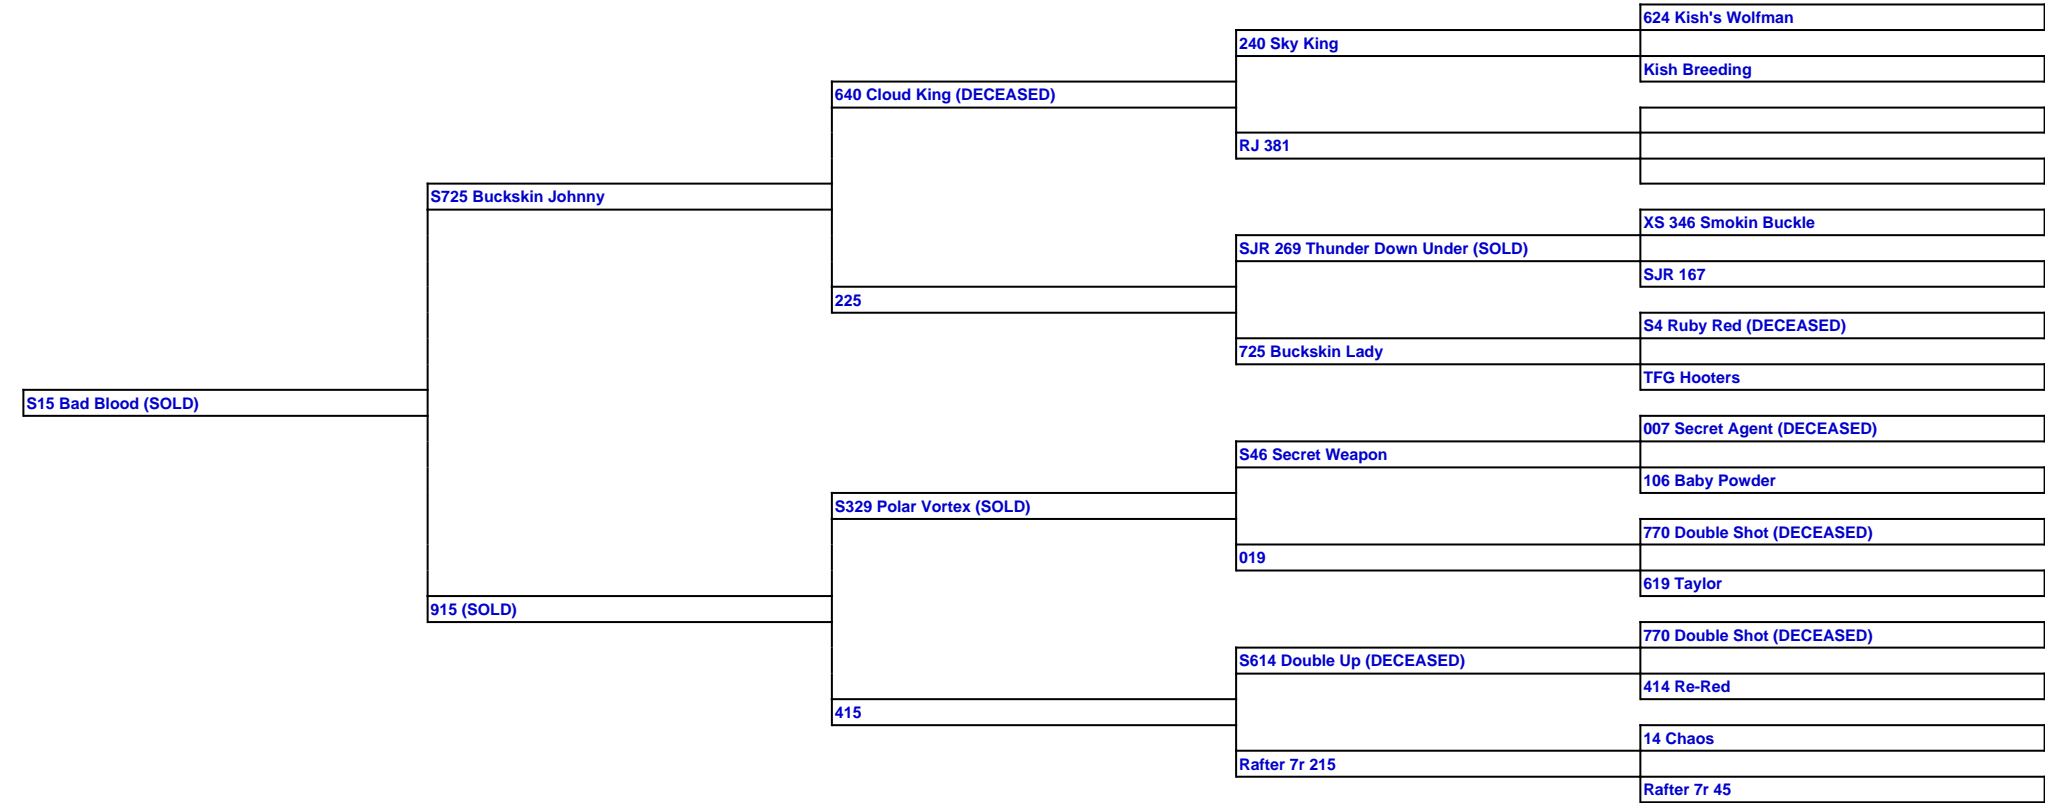 624 Kish's Wolfman
240 Sky King
Kish Breeding
640 Cloud King (DECEASED)
RJ 381
S725 Buckskin Johnny
XS 346 Smokin Buckle
SJR 269 Thunder Down Under (SOLD)
SJR 167
225
S4 Ruby Red (DECEASED)
725 Buckskin Lady
TFG Hooters
S15 Bad Blood (SOLD)
007 Secret Agent (DECEASED)
S46 Secret Weapon
106 Baby Powder
S329 Polar Vortex (SOLD)
770 Double Shot (DECEASED)
019
619 Taylor
915 (SOLD)
770 Double Shot (DECEASED)
S614 Double Up (DECEASED)
414 Re-Red
415
14 Chaos
Rafter 7r 215
Rafter 7r 45